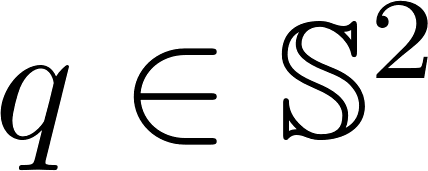 q ∈ 𝕊²